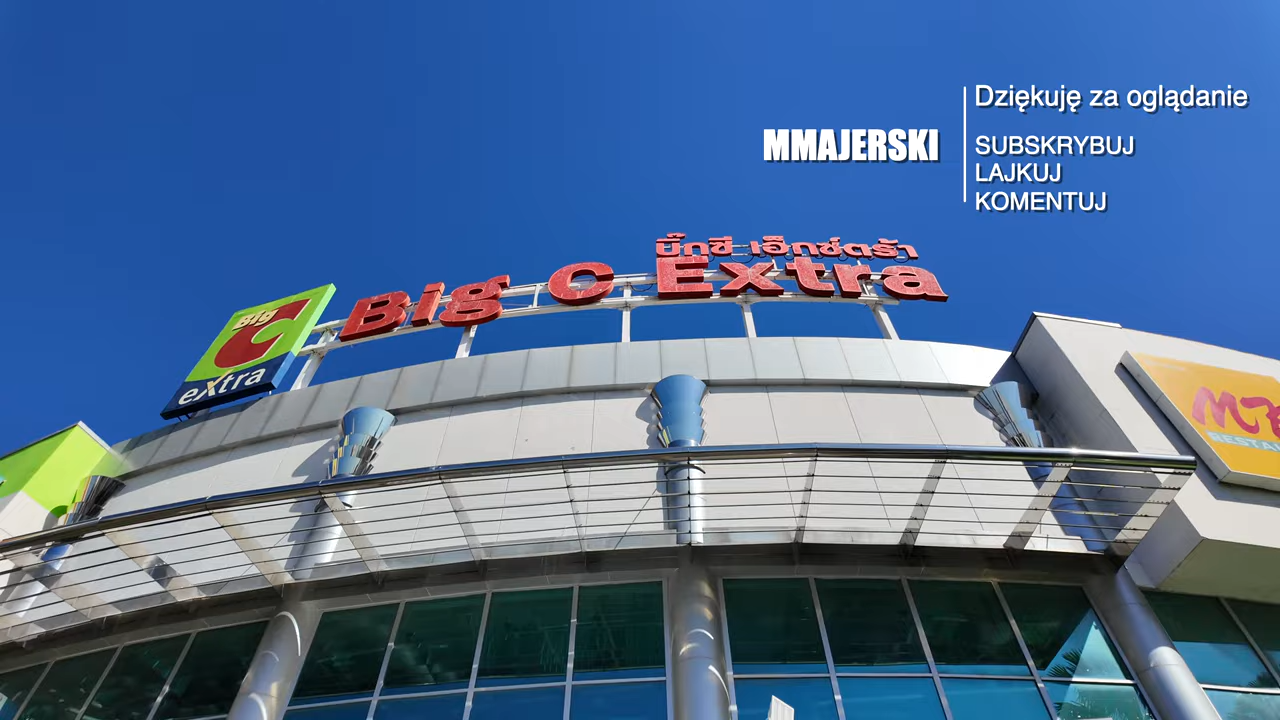 Dziękuję za oglądanie
MMAJERSKI
SUBSKRYBUJ
LAJKUJ
KOMENTUJ
บิ๊กซี เอ็กซ์ตร้า
Big C Extra
Big
C
extra